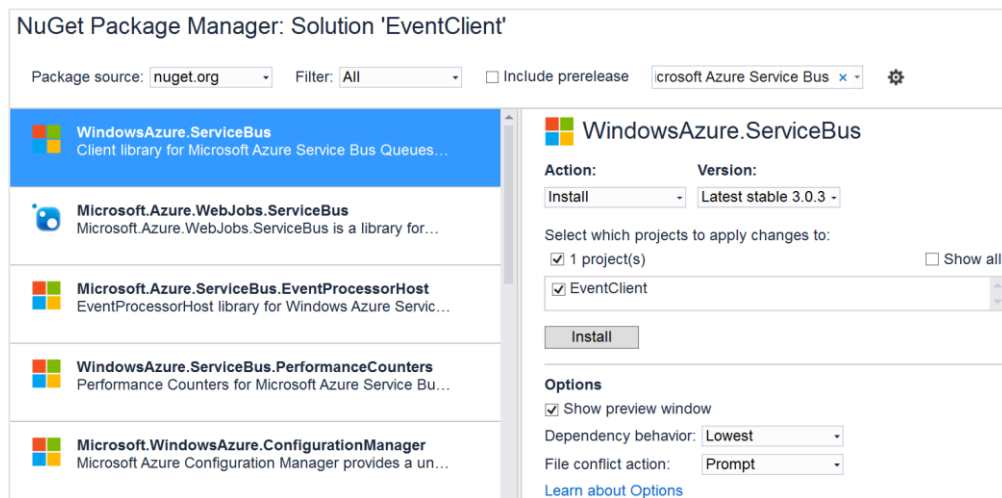 NuGet Package Manager: Solution 'EventClient'
Package source: nuget.org Filter: All Include prerelease icrosoft Azure Service Bus
WindowsAzure.ServiceBus
Client library for Microsoft Azure Service Bus Queues…
Microsoft.Azure.WebJobs.ServiceBus
Microsoft.Azure.WebJobs.ServiceBus is a library for…
Microsoft.Azure.ServiceBus.EventProcessorHost
EventProcessorHost library for Windows Azure Servic…
WindowsAzure.ServiceBus.PerformanceCounters
Performance Counters for Microsoft Azure Service Bu…
Microsoft.WindowsAzure.ConfigurationManager
Microsoft Azure Configuration Manager provides a un…
WindowsAzure.ServiceBus
Action: Version:
Install Latest stable 3.0.3
Select which projects to apply changes to:
1 project(s) Show all
EventClient
Install
Options
Show preview window
Dependency behavior: Lowest
File conflict action: Prompt
Learn about Options